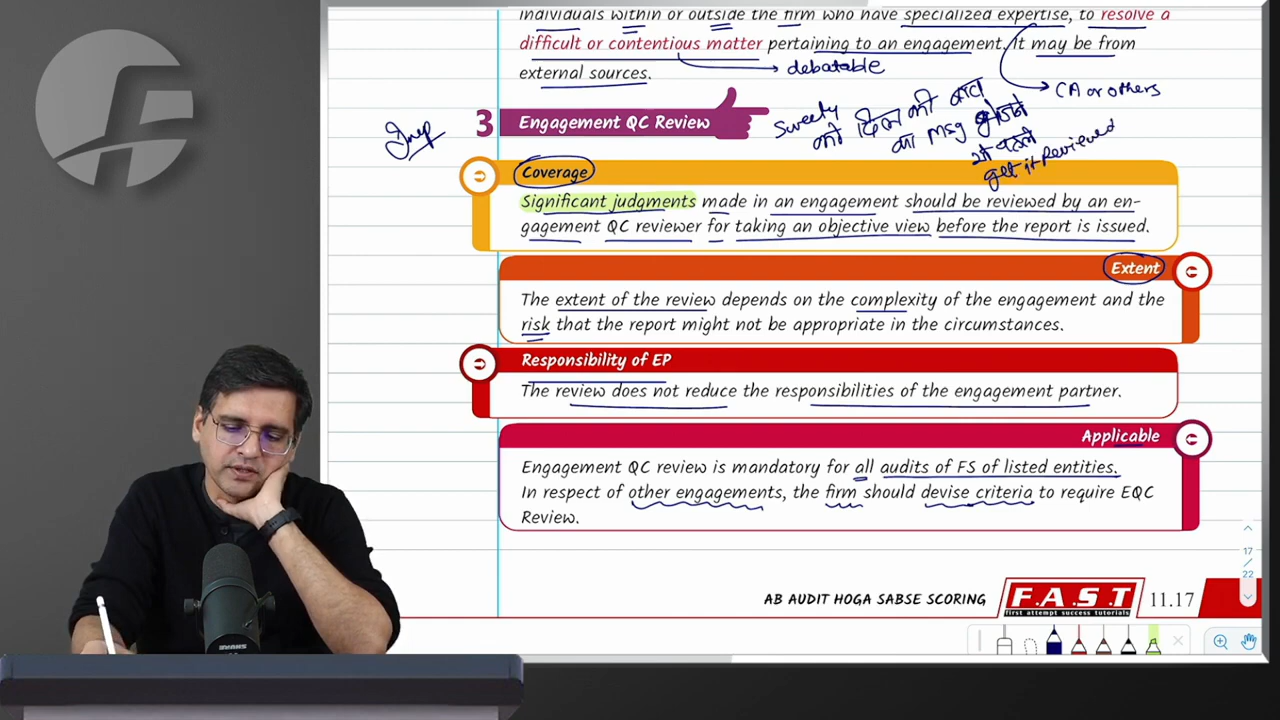 individuals within or outside the firm who have specialized expertise, to resolve a
difficult or contentious matter pertaining to an engagement. It may be from
external sources.
debatable
CA or others
Imp
3 Engagement QC Review
Sweety को दिल की बात
का msg
से पहले
get it Reviewed
Coverage
Significant judgments made in an engagement should be reviewed by an en-
gagement QC reviewer for taking an objective view before the report is issued.
Extent
The extent of the review depends on the complexity of the engagement and the
risk that the report might not be appropriate in the circumstances.
Responsibility of EP
The review does not reduce the responsibilities of the engagement partner.
Applicable
Engagement QC review is mandatory for all audits of FS of listed entities.
In respect of other engagements, the firm should devise criteria to require EQC
Review.
17
/
22
AB AUDIT HOGA SABSE SCORING
F.A.S.T
first attempt success tutorials
11.17